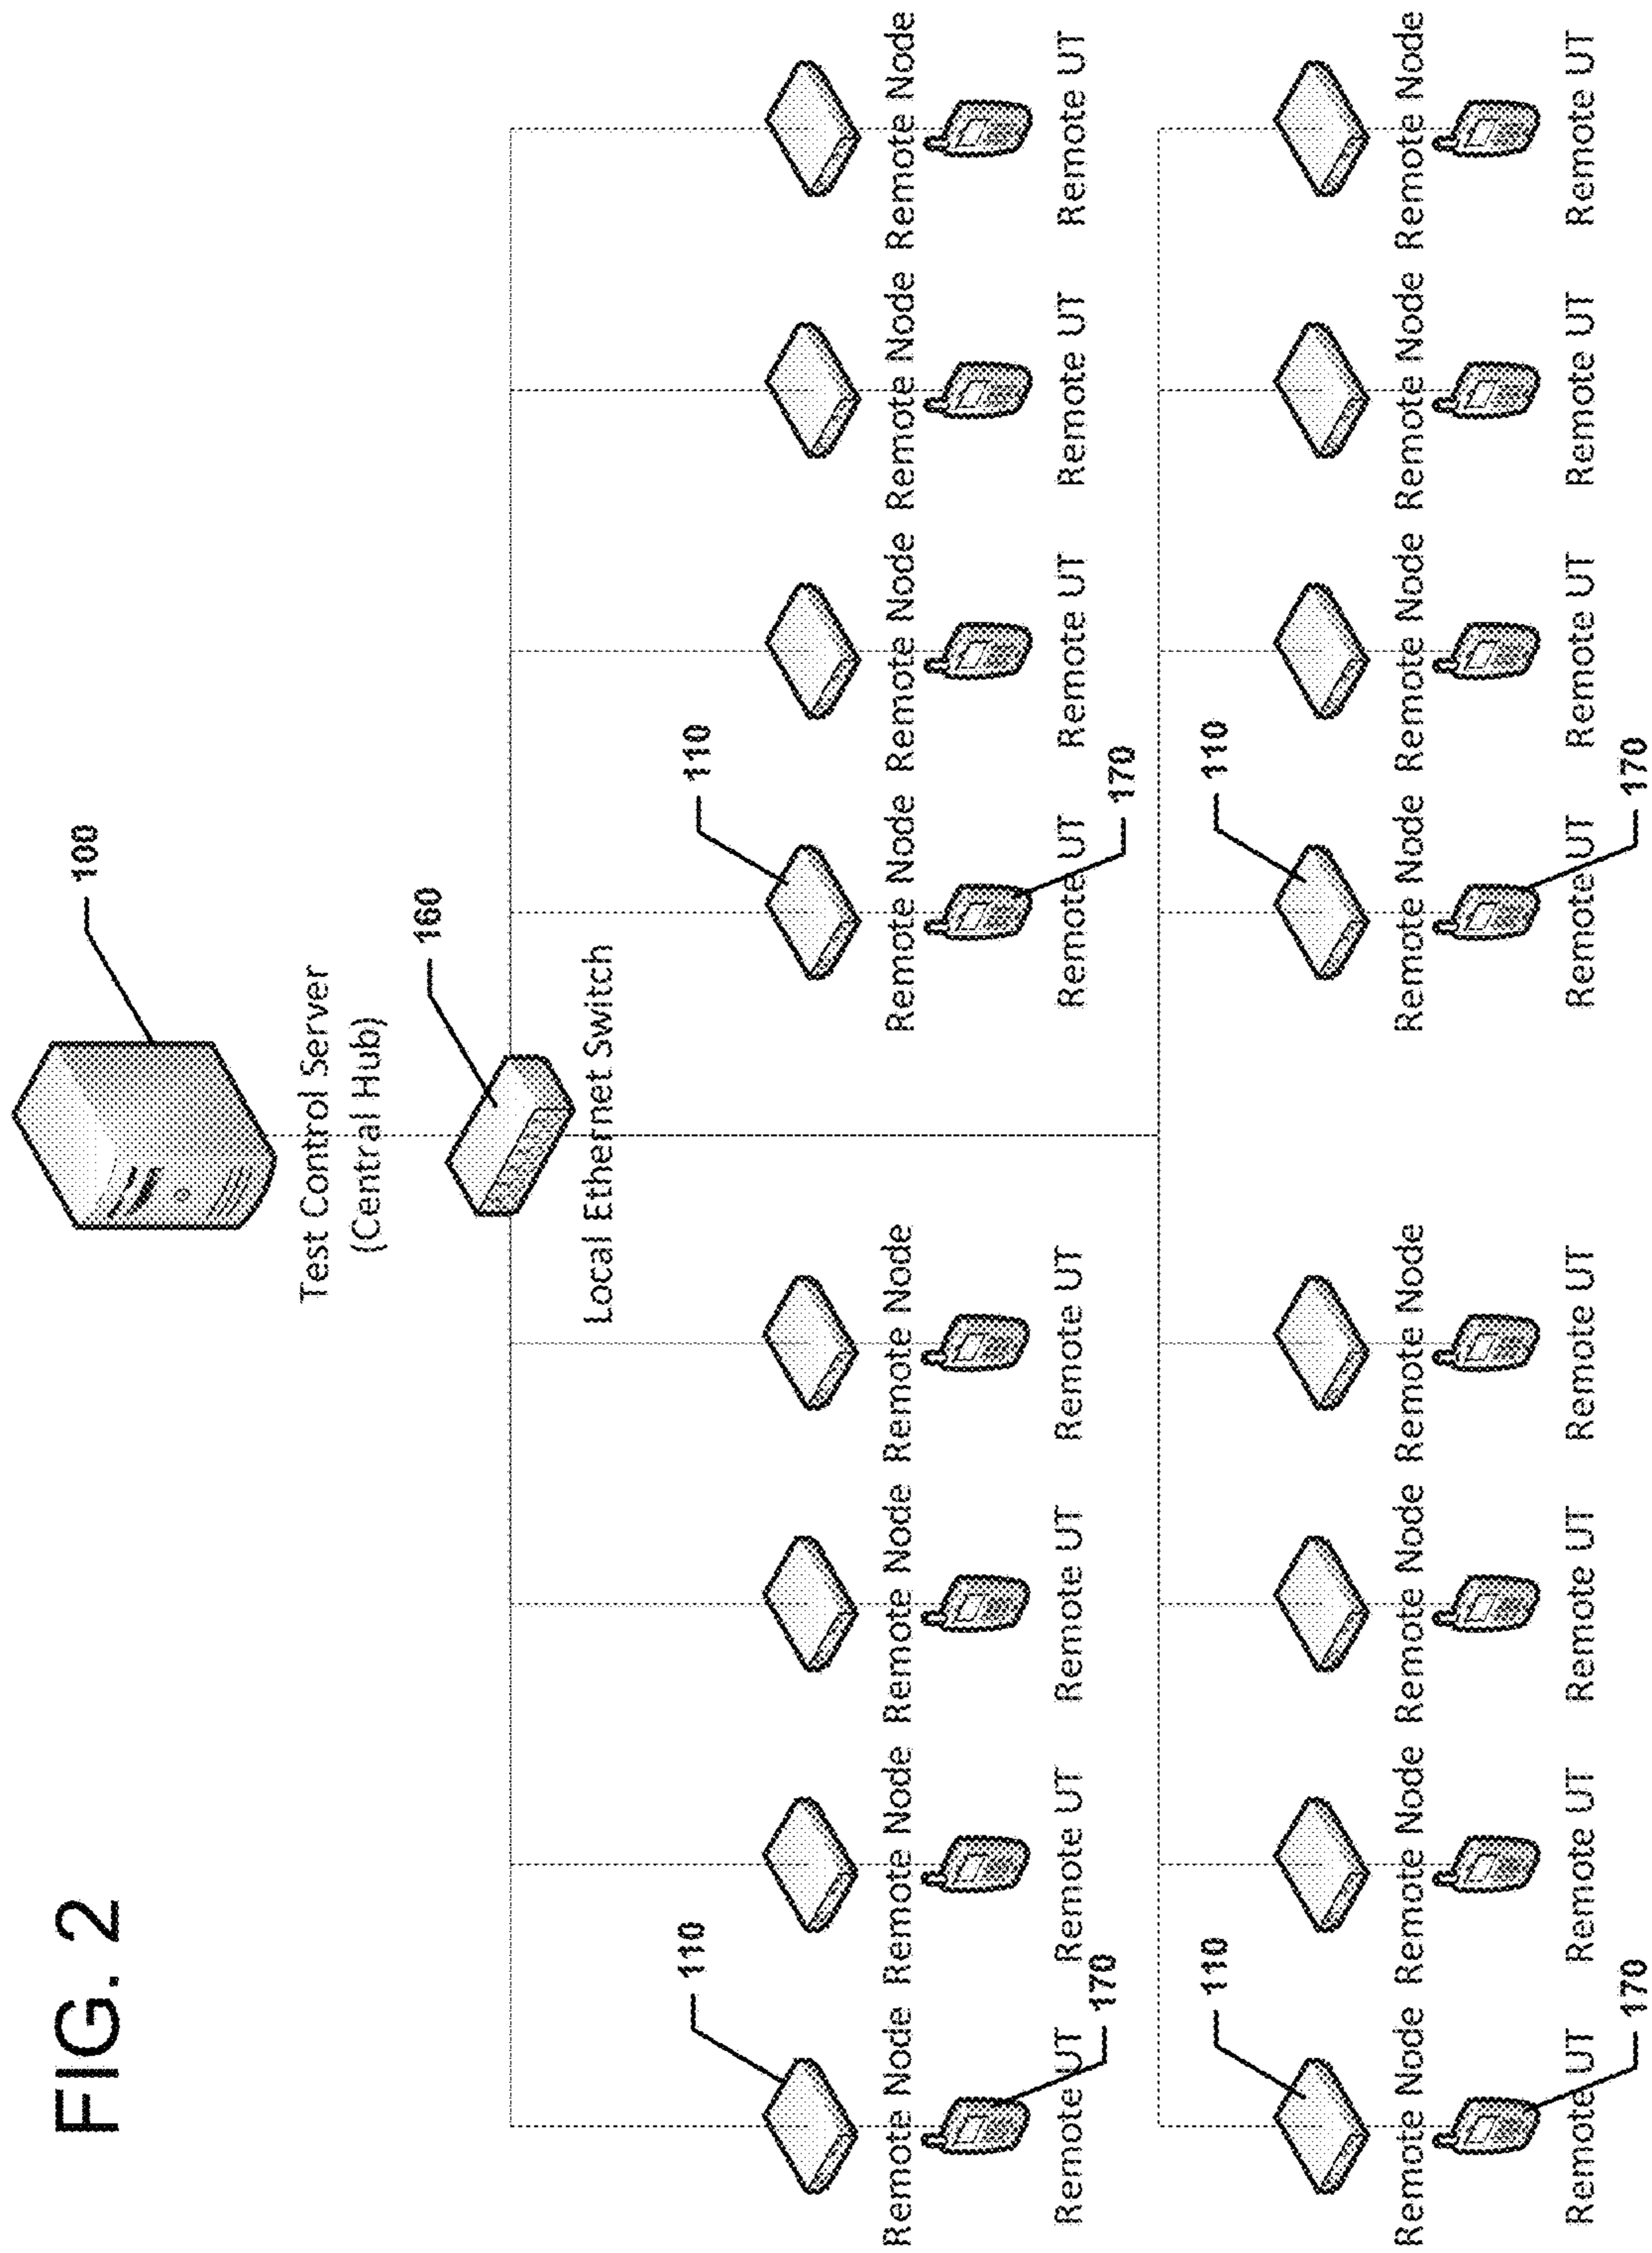 FIG. 2
100
Test Control Server
(Central Hub)
160
Local Ethernet Switch
110 110
Remote Node Remote Node Remote Node Remote Node Remote Node Remote Node Remote Node Remote Node
Remote UT Remote UT Remote UT Remote UT Remote UT Remote UT Remote UT Remote UT
170 170
110 110
Remote Node Remote Node Remote Node Remote Node Remote Node Remote Node Remote Node Remote Node
Remote UT Remote UT Remote UT Remote UT Remote UT Remote UT Remote UT Remote UT
170 170